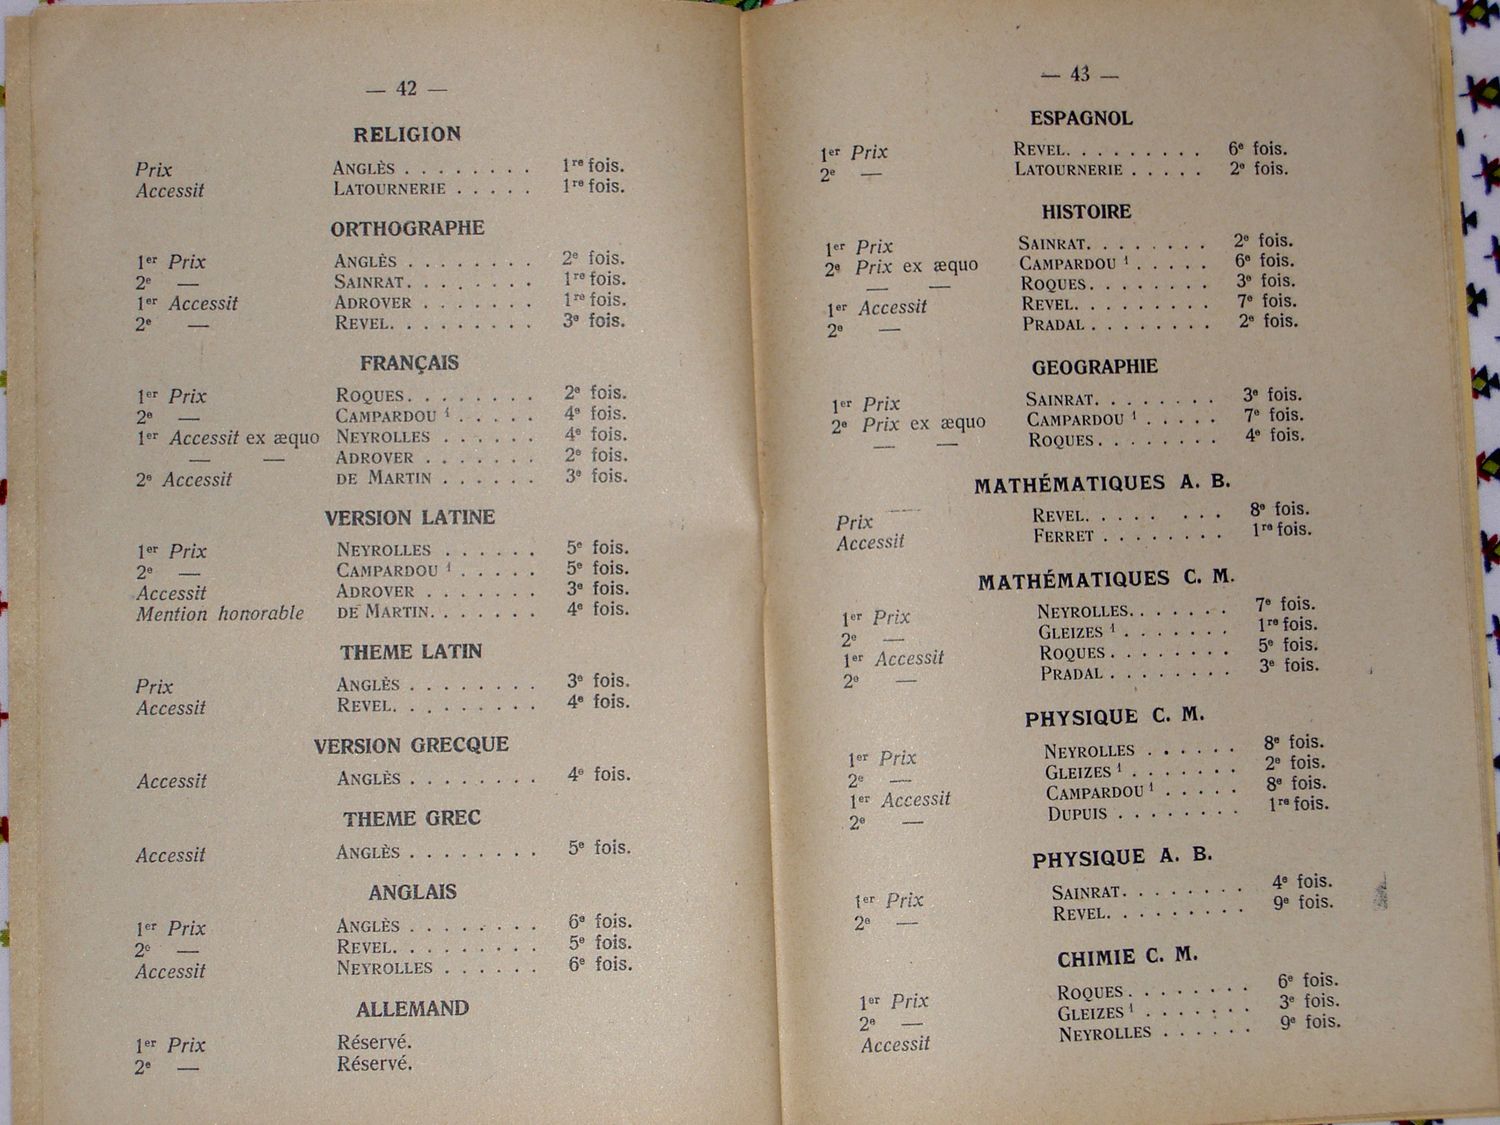 — 42 —
RELIGION
Prix ANGLÈS . . . . . . . . 1re fois.
Accessit LATOURNERIE . . . . . 1re fois.
ORTHOGRAPHE
1er Prix ANGLÈS . . . . . . . . 2e fois.
2e — SAINRAT. . . . . . . . 1re fois.
1er Accessit ADROVER . . . . . . . 1re fois.
2e — REVEL. . . . . . . . . 3e fois.
FRANÇAIS
1er Prix ROQUES. . . . . . . . 2e fois.
2e — CAMPARDOU 1 . . . . . 4e fois.
1er Accessit ex æquo NEYROLLES . . . . . . 4e fois.
— — ADROVER . . . . . . . 2e fois.
2e Accessit DE MARTIN . . . . . . 3e fois.
VERSION LATINE
1er Prix NEYROLLES . . . . . . 5e fois.
2e — CAMPARDOU 1 . . . . . 5e fois.
Accessit ADROVER . . . . . . . 3e fois.
Mention honorable DE MARTIN. . . . . . . 4e fois.
THEME LATIN
Prix ANGLÈS . . . . . . . . 3e fois.
Accessit REVEL. . . . . . . . . 4e fois.
VERSION GRECQUE
Accessit ANGLÈS . . . . . . . . 4e fois.
THEME GREC
Accessit ANGLÈS . . . . . . . . 5e fois.
ANGLAIS
1er Prix ANGLÈS . . . . . . . . 6e fois.
2e — REVEL. . . . . . . . . 5e fois.
Accessit NEYROLLES . . . . . . 6e fois.
ALLEMAND
1er Prix Réservé.
2e — Réservé.
— 43 —
ESPAGNOL
1er Prix REVEL. . . . . . . . . 6e fois.
2e — LATOURNERIE . . . . . 2e fois.
HISTOIRE
1er Prix SAINRAT. . . . . . . . 2e fois.
2e Prix ex æquo CAMPARDOU 1 . . . . . 6e fois.
— — ROQUES. . . . . . . . 3e fois.
1er Accessit REVEL. . . . . . . . . 7e fois.
2e — PRADAL . . . . . . . . 2e fois.
GEOGRAPHIE
1er Prix SAINRAT. . . . . . . . 3e fois.
2e Prix ex æquo CAMPARDOU 1 . . . . . 7e fois.
— — ROQUES. . . . . . . . 4e fois.
MATHÉMATIQUES A. B.
Prix REVEL. . . . . . . . 8e fois.
Accessit FERRET . . . . . . . . 1re fois.
MATHÉMATIQUES C. M.
1er Prix NEYROLLES. . . . . . . 7e fois.
2e — GLEIZES 1 . . . . . . . 1re fois.
1er Accessit ROQUES. . . . . . . . 5e fois.
2e — PRADAL . . . . . . . . 3e fois.
PHYSIQUE C. M.
1er Prix NEYROLLES . . . . . . 8e fois.
2e — GLEIZES 1 . . . . . . . 2e fois.
1er Accessit CAMPARDOU 1 . . . . . 8e fois.
2e — DUPUIS . . . . . . . . 1re fois.
PHYSIQUE A. B.
1er Prix SAINRAT. . . . . . . . 4e fois.
2e — REVEL. . . . . . . . . 9e fois.
CHIMIE C. M.
1er Prix ROQUES. . . . . . . . 6e fois.
2e — GLEIZES 1 . . . . . . . 3e fois.
Accessit NEYROLLES . . . . . . 9e fois.